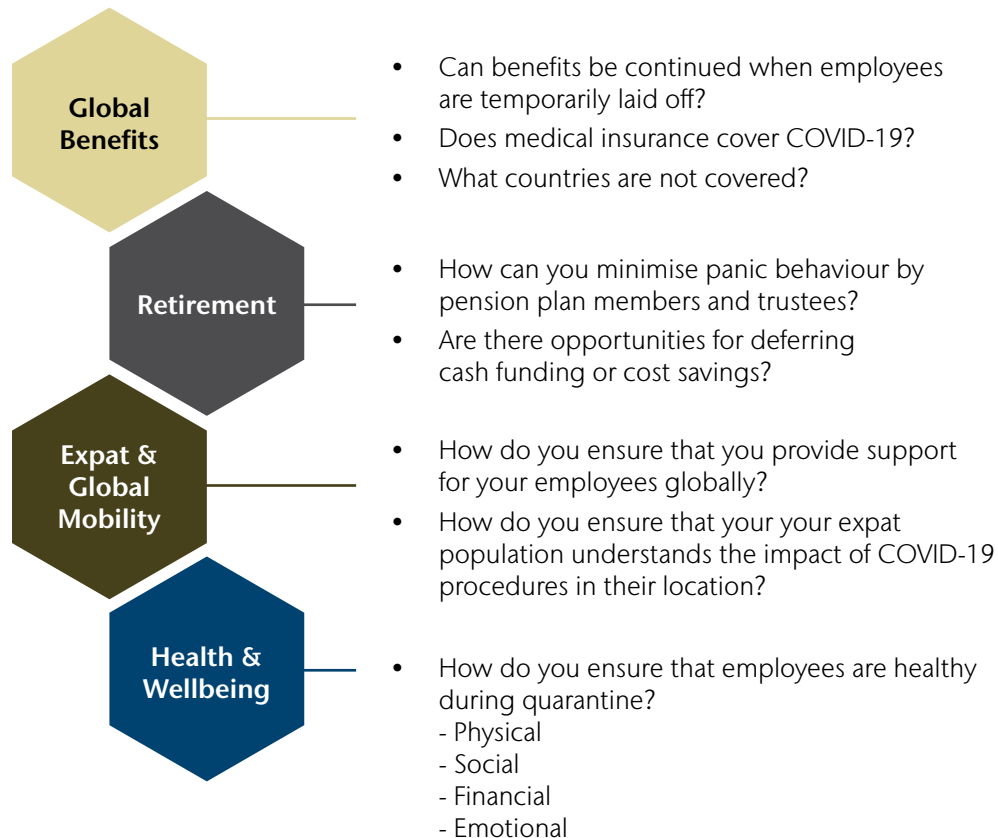 Global
Benefits
• Can benefits be continued when employees
are temporarily laid off?
• Does medical insurance cover COVID-19?
• What countries are not covered?
Retirement
• How can you minimise panic behaviour by
pension plan members and trustees?
• Are there opportunities for deferring
cash funding or cost savings?
Expat &
Global
Mobility
• How do you ensure that you provide support
for your employees globally?
• How do you ensure that your your expat
population understands the impact of COVID-19
procedures in their location?
Health &
Wellbeing
• How do you ensure that employees are healthy
during quarantine?
- Physical
- Social
- Financial
- Emotional